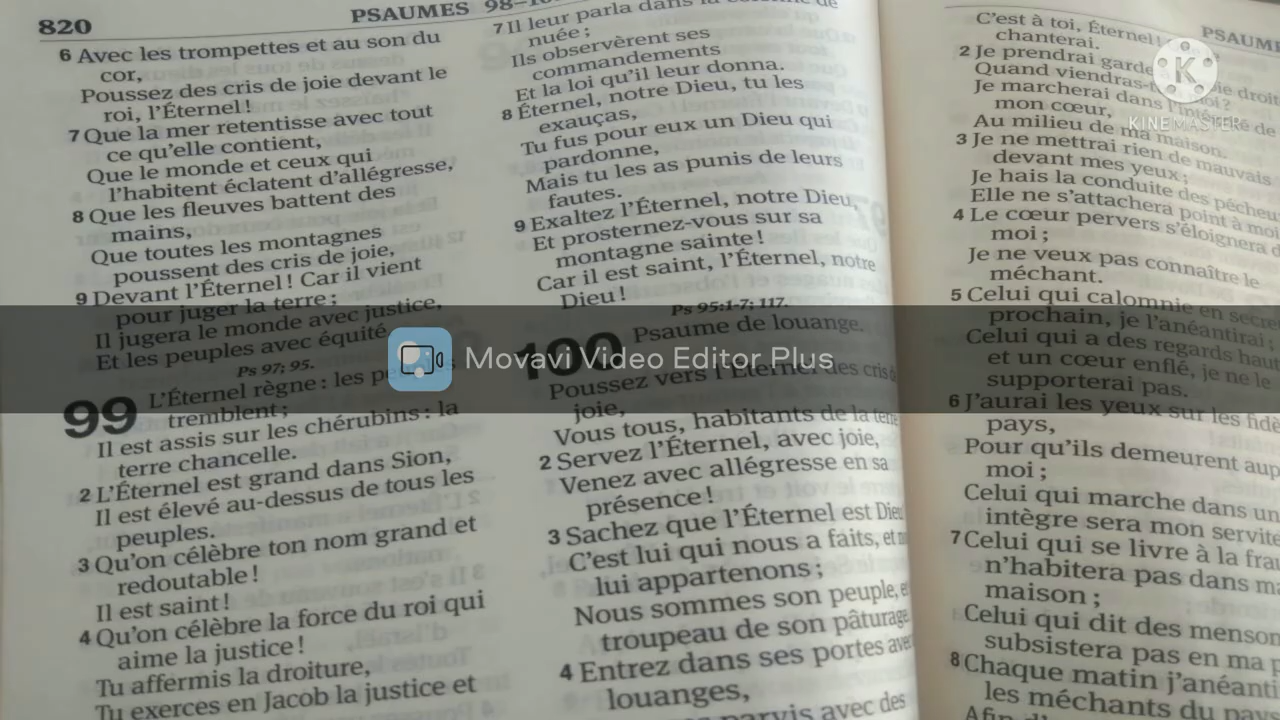 820
PSAUMES 98–
6 Avec les trompettes et au son du
cor,
Poussez des cris de joie devant le
roi, l'Éternel !
7 Que la mer retentisse avec tout
ce qu'elle contient,
Que le monde et ceux qui
l'habitent éclatent d'allégresse,
8 Que les fleuves battent des
mains,
Que toutes les montagnes
poussent des cris de joie,
9 Devant l'Éternel ! Car il vient
pour juger la terre ;
Il jugera le monde avec justice,
Et les peuples avec équité
Ps 97; 95.
99 L'Éternel règne : les
tremblent ;
Il est assis sur les chérubins : la
terre chancelle.
2 L'Éternel est grand dans Sion,
Il est élevé au-dessus de tous les
peuples.
3 Qu'on célèbre ton nom grand et
redoutable !
Il est saint !
4 Qu'on célèbre la force du roi qui
aime la justice !
Tu affermis la droiture,
Tu exerces en Jacob la justice et
7 Il leur parla dans la colonne de
nuée ;
Ils observèrent ses
commandements
Et la loi qu'il leur donna.
8 Éternel, notre Dieu, tu les
exauças,
Tu fus pour eux un Dieu qui
pardonne,
Mais tu les as punis de leurs
fautes.
9 Exaltez l'Éternel, notre Dieu,
Et prosternez-vous sur sa
montagne sainte !
Car il est saint, l'Éternel, notre
Dieu !
Ps 95:1-7; 117.
100 Psaume de louange.
Poussez vers l'Éternel des cris
joie,
Vous tous, habitants de la terre
2 Servez l'Éternel, avec joie,
Venez avec allégresse en sa
présence !
3 Sachez que l'Éternel est Dieu
C'est lui qui nous a faits, et
lui appartenons ;
Nous sommes son peuple,
troupeau de son pâturage
4 Entrez dans ses portes avec
louanges,
parvis avec des
PSAUM
C'est à toi, Éternel !
chanterai.
2 Je prendrai garde droit
Quand viendras-
Je marcherai dans de
mon cœur,
Au milieu de ma maison.
3 Je ne mettrai rien de mauvais
devant mes yeux ;
Je hais la conduite des pécheu
Elle ne s'attachera point à moi
4 Le cœur pervers s'éloignera d
moi ;
Je ne veux pas connaître le
méchant.
5 Celui qui calomnie en secre
prochain, je l'anéantirai ;
Celui qui a des regards haut
et un cœur enflé, je ne le
supporterai pas.
6 J'aurai les yeux sur les fidè
pays,
Pour qu'ils demeurent aup
moi ;
Celui qui marche dans un
intègre sera mon servite
7 Celui qui se livre à la frau
n'habitera pas dans m
maison ;
Celui qui dit des menson
subsistera pas en ma p
8 Chaque matin j'anéanti
les méchants du pays
Afin d'
K
KINEMASTER
Movavi Video Editor Plus